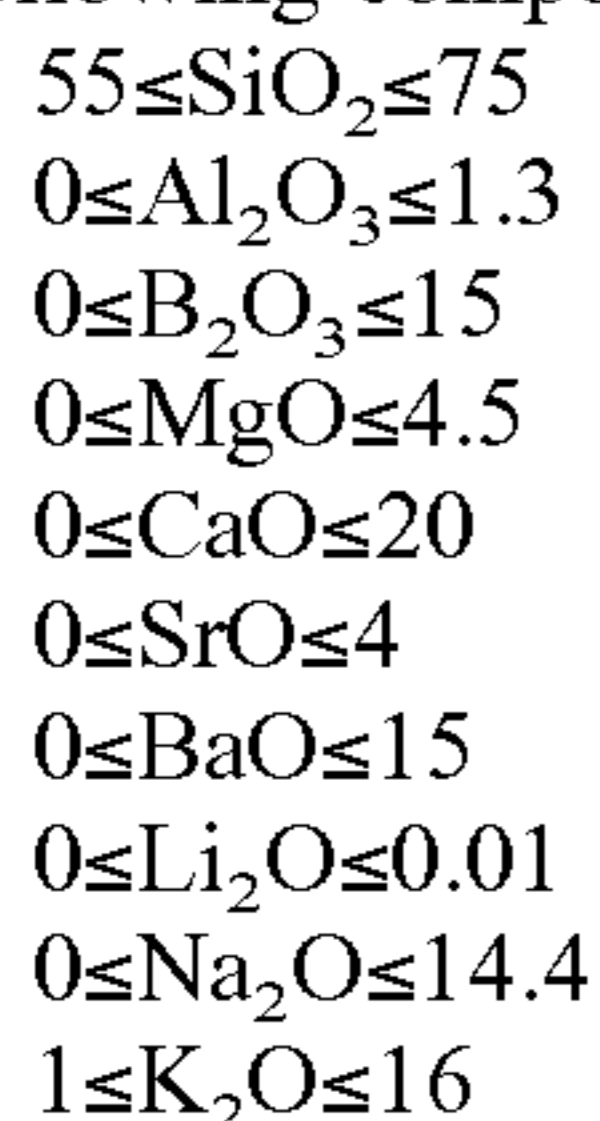 55≤SiO₂≤75
0≤Al₂O₃≤1.3
0≤B₂O₃≤15
0≤MgO≤4.5
0≤CaO≤20
0≤SrO≤4
0≤BaO≤15
0≤Li₂O≤0.01
0≤Na₂O≤14.4
1≤K₂O≤16